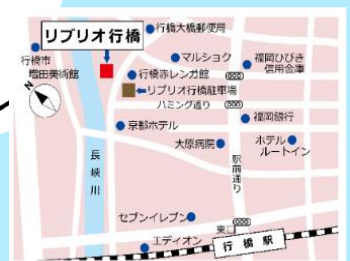 行橋大橋郵便局
リブリオ行橋
マルショク
行橋市
増田美術館
福岡ひびき
信用金庫
行橋赤レンガ館
リブリオ行橋駐車場
N
ハミング通り
福岡銀行
京都ホテル
大原病院
ホテル
ルートイン
長峡川
駅前通り
セブンイレブン
東口
エディオン
行橋駅